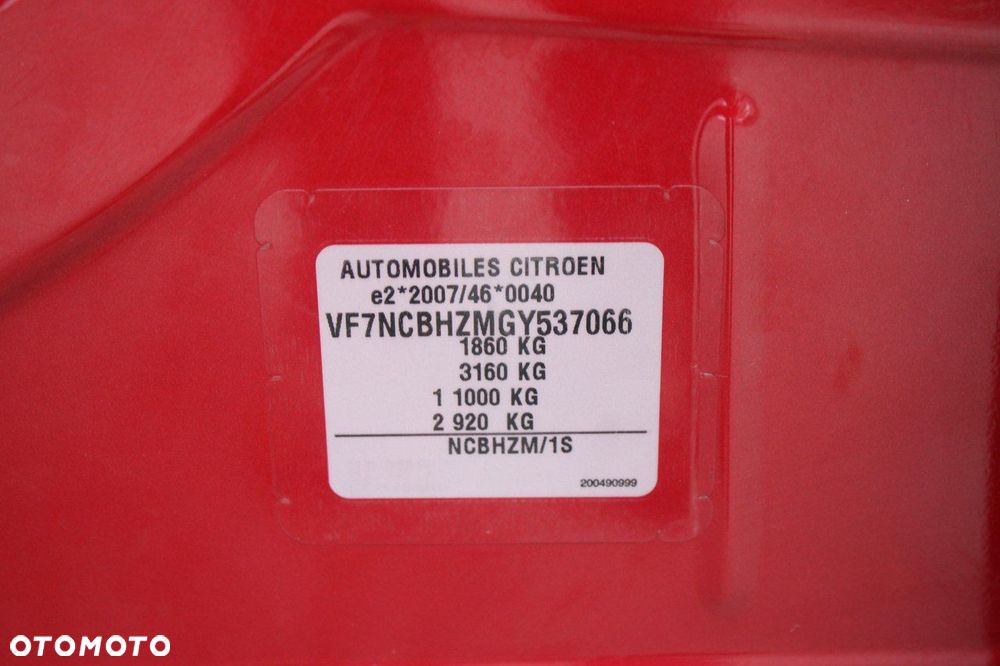 AUTOMOBILES CITROEN
e2*2007/46*0040
VF7NCBHZMGY537066
1860 KG
3160 KG
1 1000 KG
2 920 KG
NCBHZM/1S
200490999
OTOMOTO